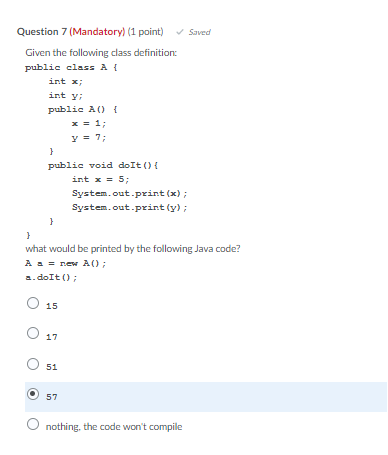 Question 7 (Mandatory) (1 point) ✓ Saved
Given the following class definition:
public class A {
int x;
int y;
public A() {
x = 1;
y = 7;
}
public void doIt(){
int x = 5;
System.out.print(x);
System.out.print(y);
}
}
what would be printed by the following Java code?
A a = new A();
a.doIt();
15
17
51
57
nothing, the code won't compile